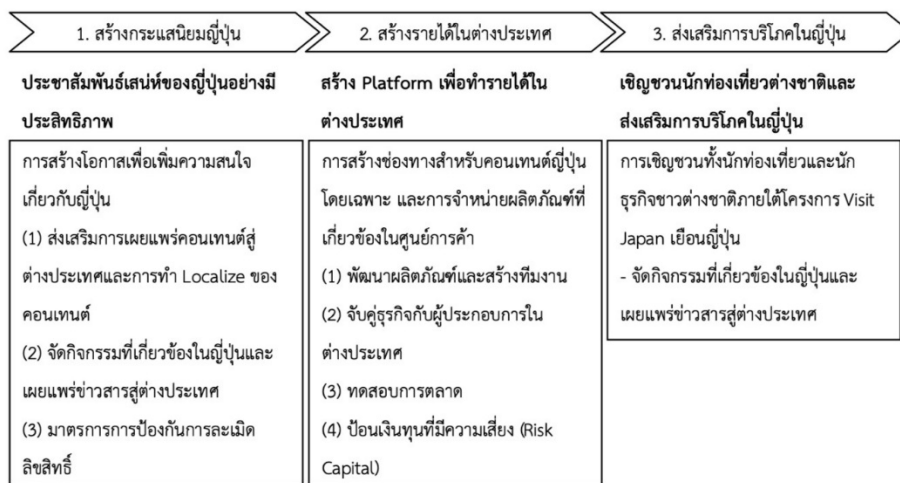 1. สร้างกระแสนิยมญี่ปุ่น
2. สร้างรายได้ในต่างประเทศ
3. ส่งเสริมการบริโภคในญี่ปุ่น
ประชาสัมพันธ์เสน่ห์ของญี่ปุ่นอย่างมี
ประสิทธิภาพ
สร้าง Platform เพื่อทำรายได้ใน
ต่างประเทศ
เชิญชวนนักท่องเที่ยวต่างชาติและ
ส่งเสริมการบริโภคในญี่ปุ่น
การสร้างโอกาสเพื่อเพิ่มความสนใจ
เกี่ยวกับญี่ปุ่น
(1) ส่งเสริมการเผยแพร่คอนเทนต์สู่
ต่างประเทศและการทำ Localize ของ
คอนเทนต์
(2) จัดกิจกรรมที่เกี่ยวข้องในญี่ปุ่นและ
เผยแพร่ข่าวสารสู่ต่างประเทศ
(3) มาตรการการป้องกันการละเมิด
ลิขสิทธิ์
การสร้างช่องทางสำหรับคอนเทนต์ญี่ปุ่น
โดยเฉพาะ และการจำหน่ายผลิตภัณฑ์ที่
เกี่ยวข้องในศูนย์การค้า
(1) พัฒนาผลิตภัณฑ์และสร้างทีมงาน
(2) จับคู่ธุรกิจกับผู้ประกอบการใน
ต่างประเทศ
(3) ทดสอบการตลาด
(4) ป้อนเงินทุนที่มีความเสี่ยง (Risk
Capital)
การเชิญชวนทั้งนักท่องเที่ยวและนัก
ธุรกิจชาวต่างชาติภายใต้โครงการ Visit
Japan เยือนญี่ปุ่น
- จัดกิจกรรมที่เกี่ยวข้องในญี่ปุ่นและ
เผยแพร่ข่าวสารสู่ต่างประเทศ